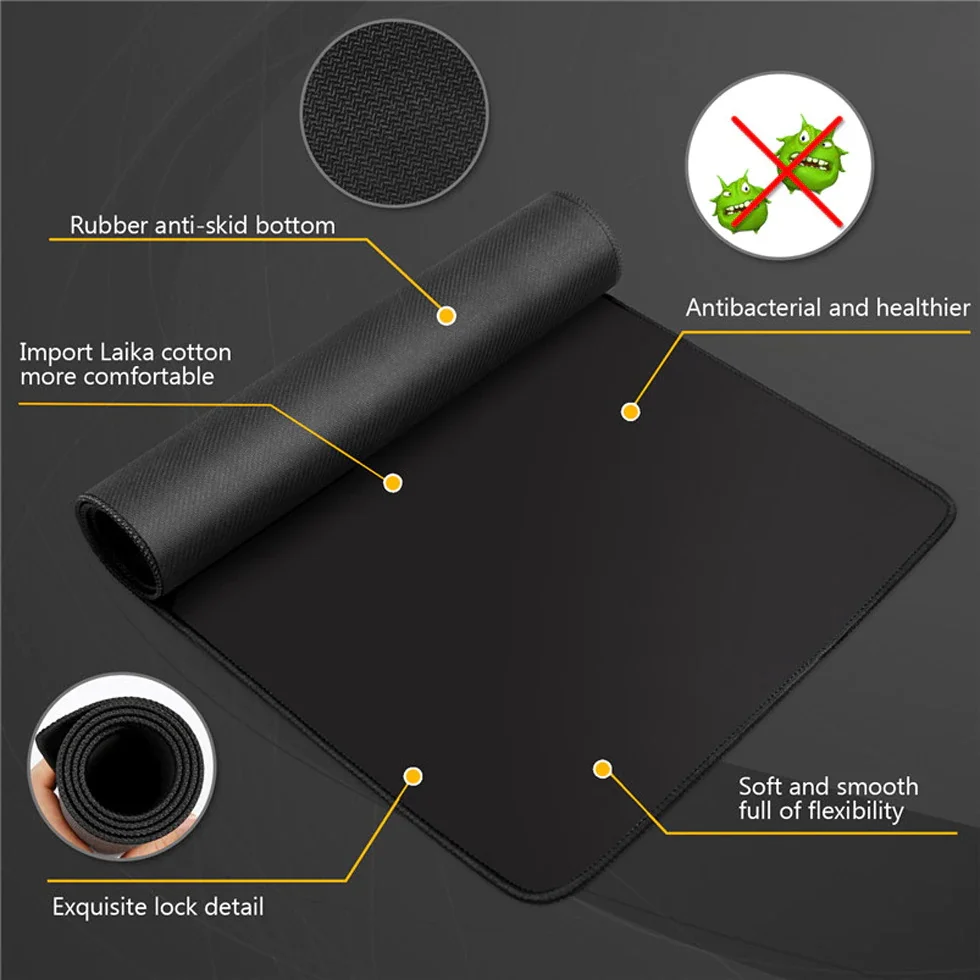 Rubber anti-skid bottom
Antibacterial and healthier
Import Laika cotton
more comfortable
Soft and smooth
full of flexibility
Exquisite lock detail